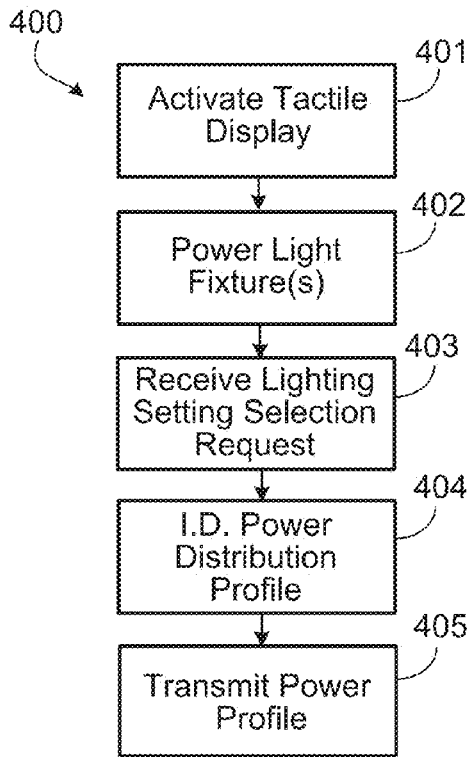 400
401
Activate Tactile
Display
402
Power Light
Fixture(s)
403
Receive Lighting
Setting Selection
Request
404
I.D. Power
Distribution
Profile
405
Transmit Power
Profile